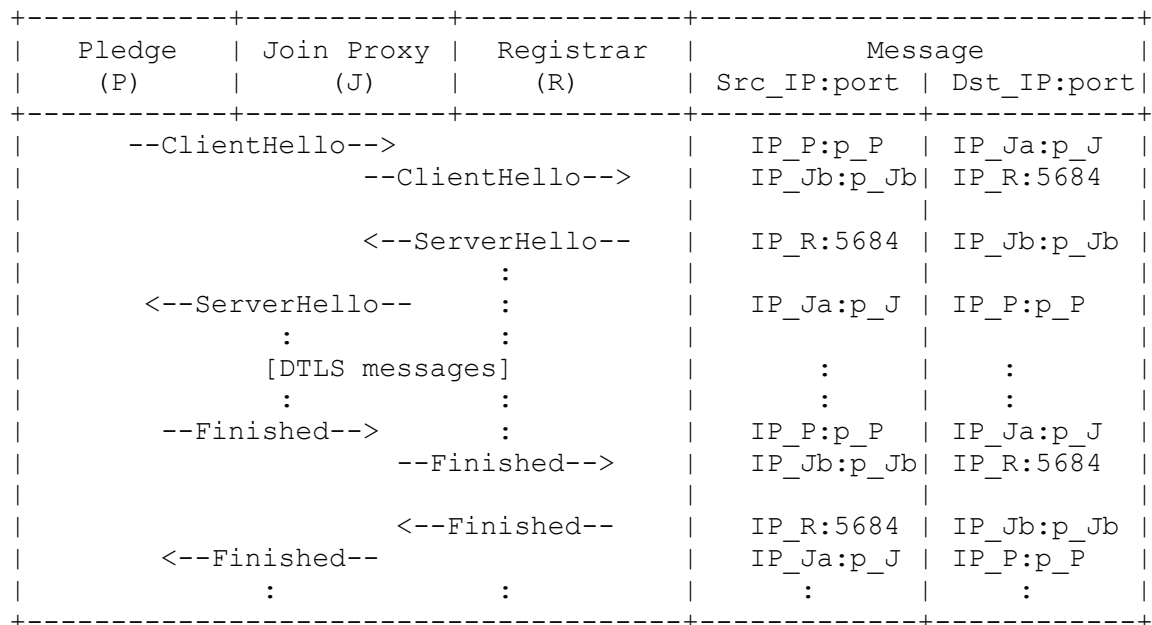 +------------+------------+-------------+--------------------------+
|   Pledge   | Join Proxy |  Registrar  |          Message         |
|    (P)     |     (J)    |     (R)     | Src_IP:port | Dst_IP:port|
+------------+------------+-------------+-------------+------------+
|      --ClientHello-->                 |   IP_P:p_P  | IP_Ja:p_J  |
|                    --ClientHello-->   |   IP_Jb:p_Jb| IP_R:5684  |
|                                       |             |            |
|                    <--ServerHello--   |   IP_R:5684 | IP_Jb:p_Jb |
|                            :          |             |            |
|       <--ServerHello--     :          |   IP_Ja:p_J | IP_P:p_P   |
|               :            :          |             |            |
|              [DTLS messages]          |       :     |    :       |
|               :            :          |       :     |    :       |
|        --Finished-->       :          |   IP_P:p_P  | IP_Ja:p_J  |
|                      --Finished-->    |   IP_Jb:p_Jb| IP_R:5684  |
|                                       |             |            |
|                      <--Finished--    |   IP_R:5684 | IP_Jb:p_Jb |
|        <--Finished--                  |   IP_Ja:p_J | IP_P:p_P   |
|              :             :          |      :      |     :      |
+---------------------------------------+-------------+------------+